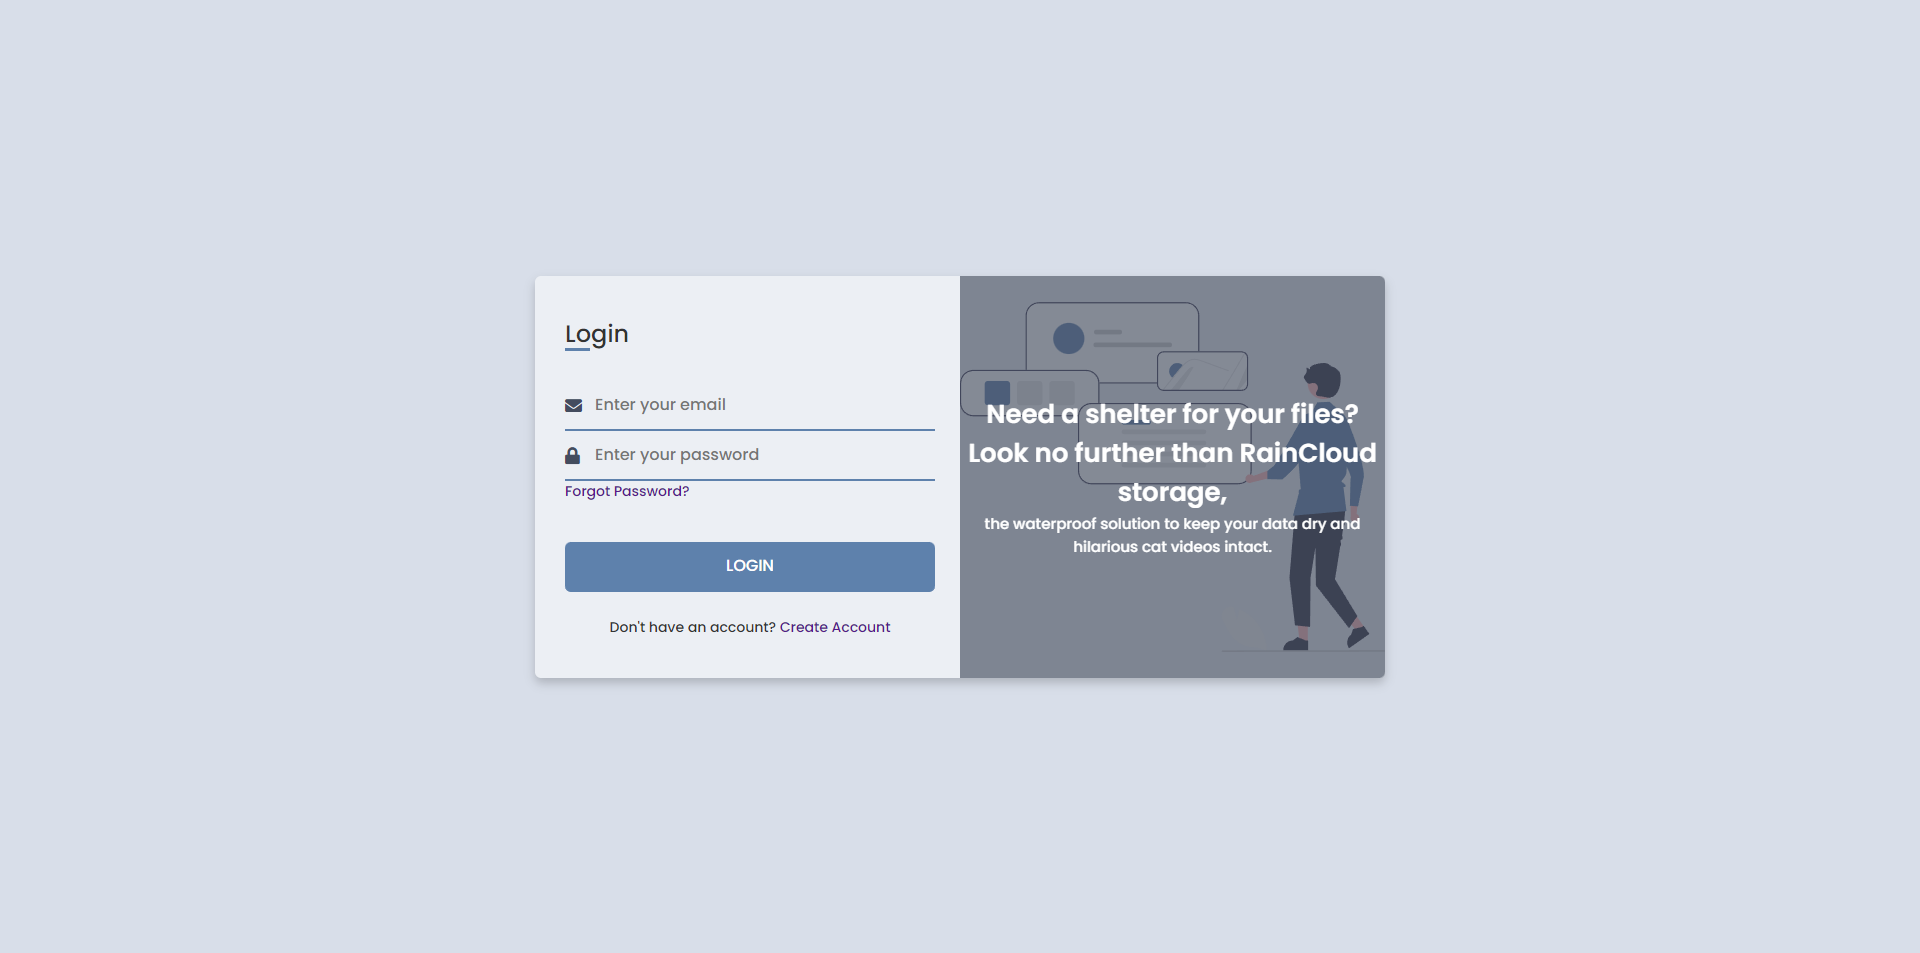 Login
Enter your email
Enter your password
Forgot Password?
LOGIN
Don't have an account? Create Account
Need a shelter for your files?
Look no further than RainCloud
storage,
the waterproof solution to keep your data dry and
hilarious cat videos intact.